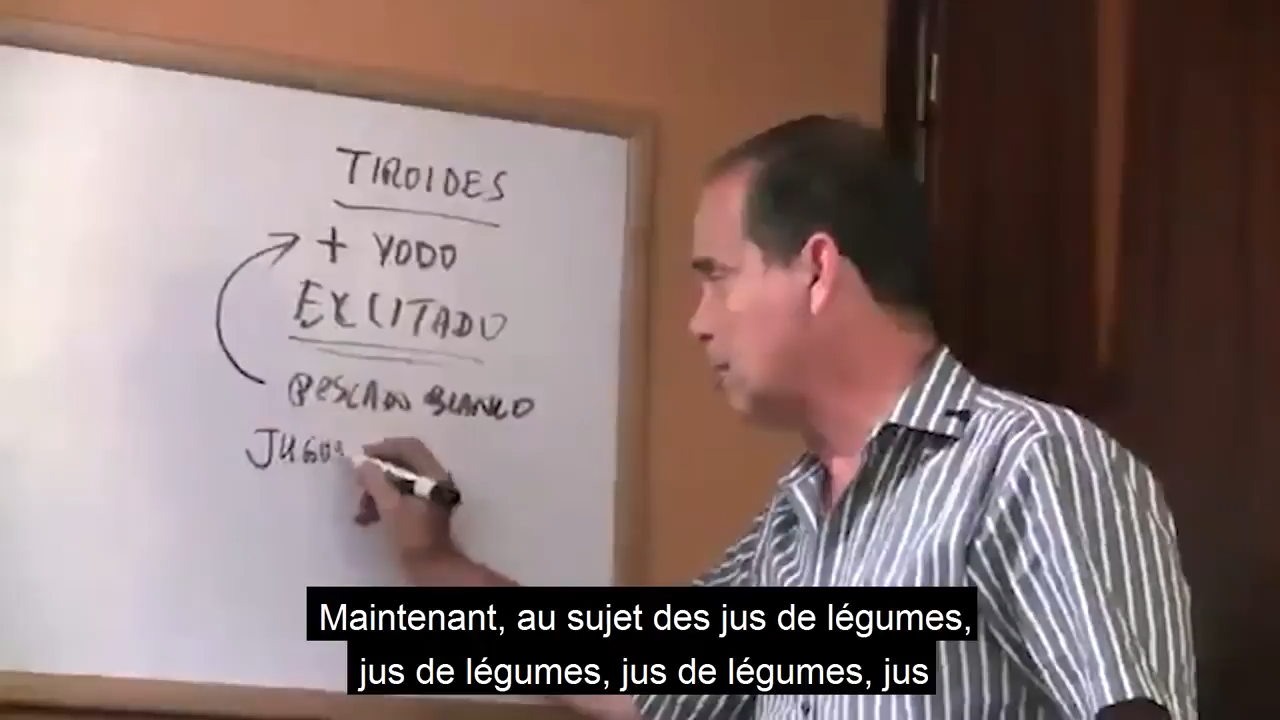 TIROIDES
+ YODO
EXCITADO
PESCADO BLANCO
JUGOS
Maintenant, au sujet des jus de légumes,
jus de légumes, jus de légumes, jus